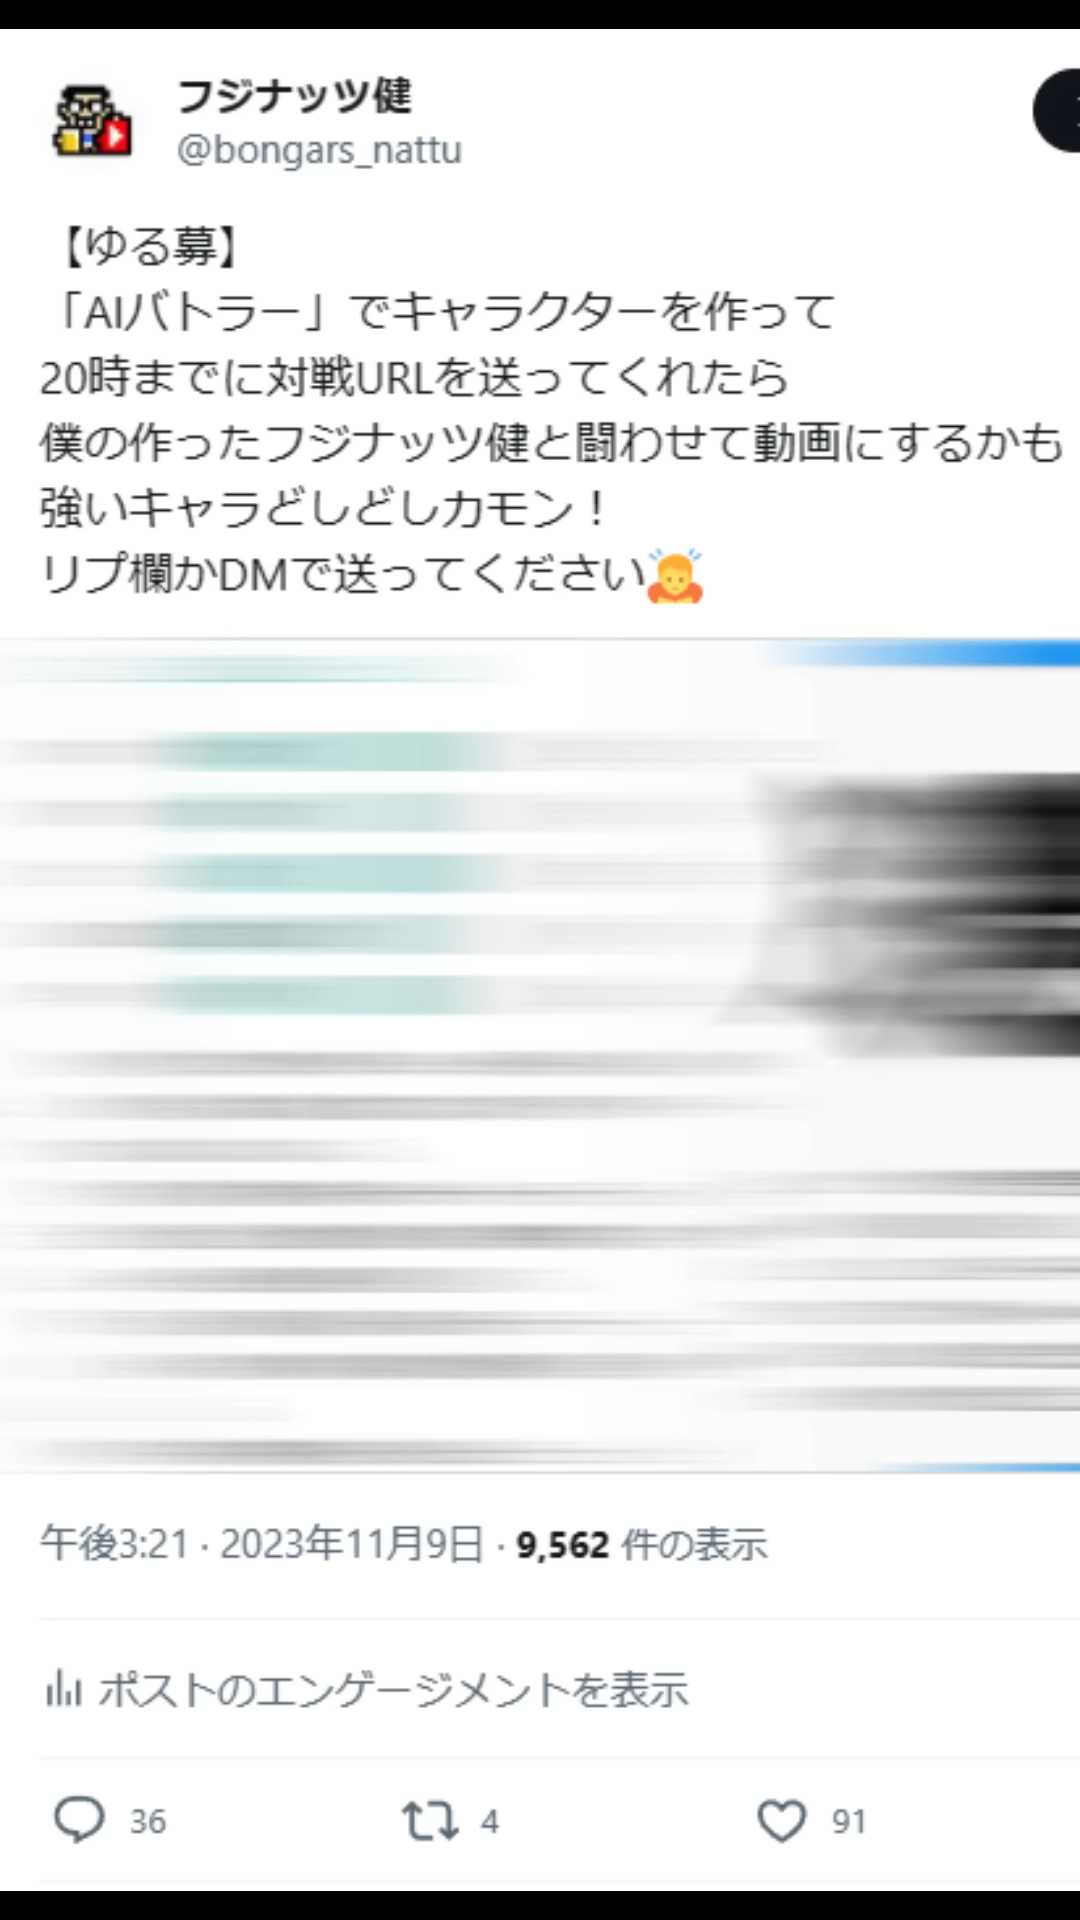 フジナッツ健
@bongars_nattu
【ゆる募】
「AIバトラー」でキャラクターを作って
20時までに対戦URLを送ってくれたら
僕の作ったフジナッツ健と闘わせて動画にするかも
強いキャラどしどしカモン！
リプ欄かDMで送ってください
午後3:21 · 2023年11月9日 · 9,562 件の表示
ポストのエンゲージメントを表示
36 4 91